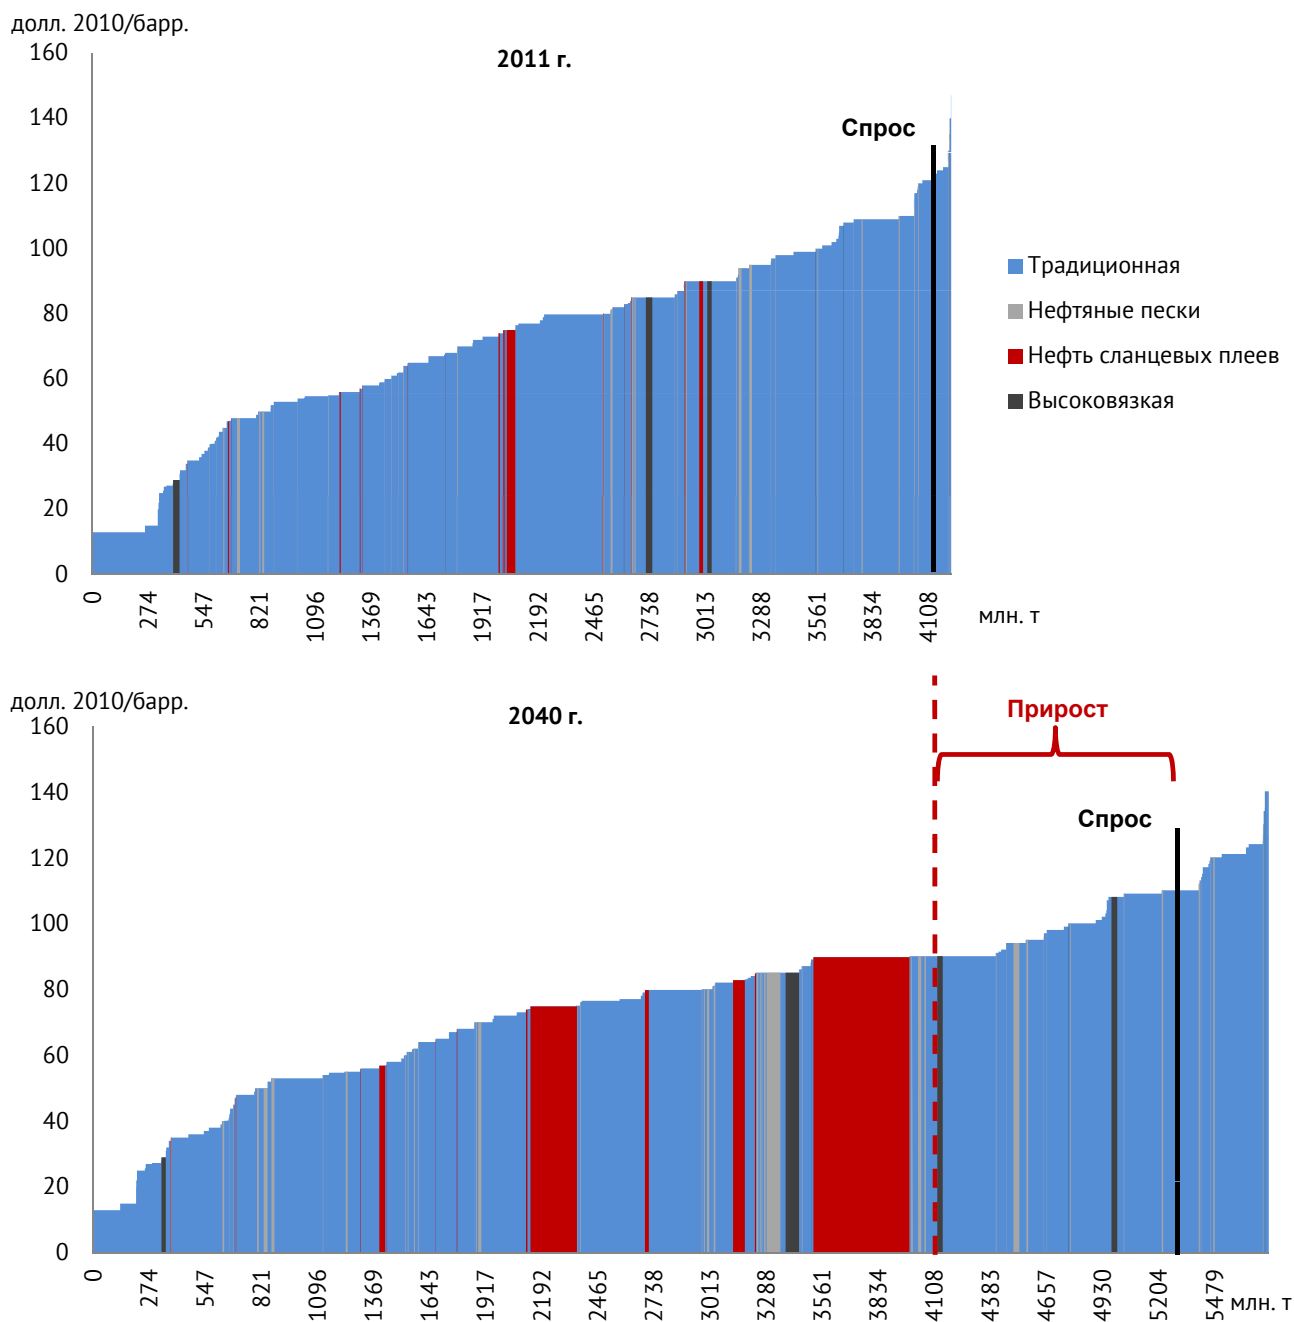 долл. 2010/барр.
2011 г.
160
140
120
100
80
60
40
20
0
Спрос
Традиционная
Нефтяные пески
Нефть сланцевых плеев
Высоковязкая
0 274 547 821 1096 1369 1643 1917 2192 2465 2738 3013 3288 3561 3834 4108
млн. т
долл. 2010/барр.
2040 г.
160
140
120
100
80
60
40
20
0
Прирост
Спрос
0 274 547 821 1096 1369 1643 1917 2192 2465 2738 3013 3288 3561 3834 4108 4383 4657 4930 5204 5479
млн. т